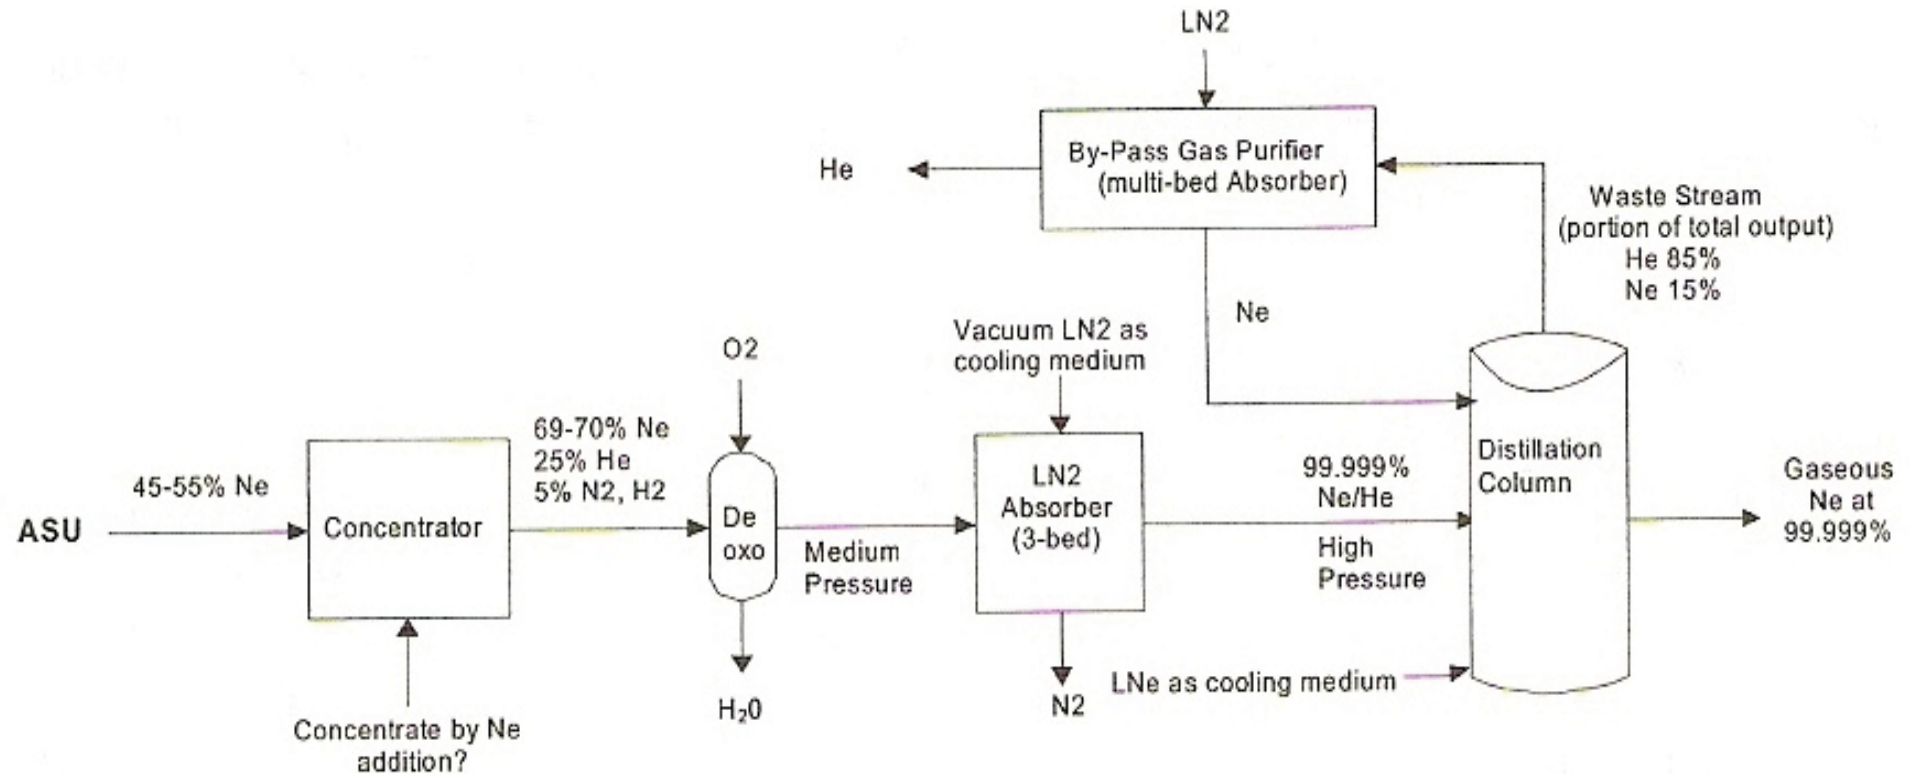 LN2
By-Pass Gas Purifier
(multi-bed Absorber)
He
Waste Stream
(portion of total output)
He 85%
Ne 15%
Ne
Vacuum LN2 as
cooling medium
O2
69-70% Ne
25% He
5% N2, H2
45-55% Ne
ASU
Concentrator
De
oxo
Medium
Pressure
LN2
Absorber
(3-bed)
99.999%
Ne/He
High
Pressure
Distillation
Column
Gaseous
Ne at
99.999%
LNe as cooling medium
N2
H₂0
Concentrate by Ne
addition?